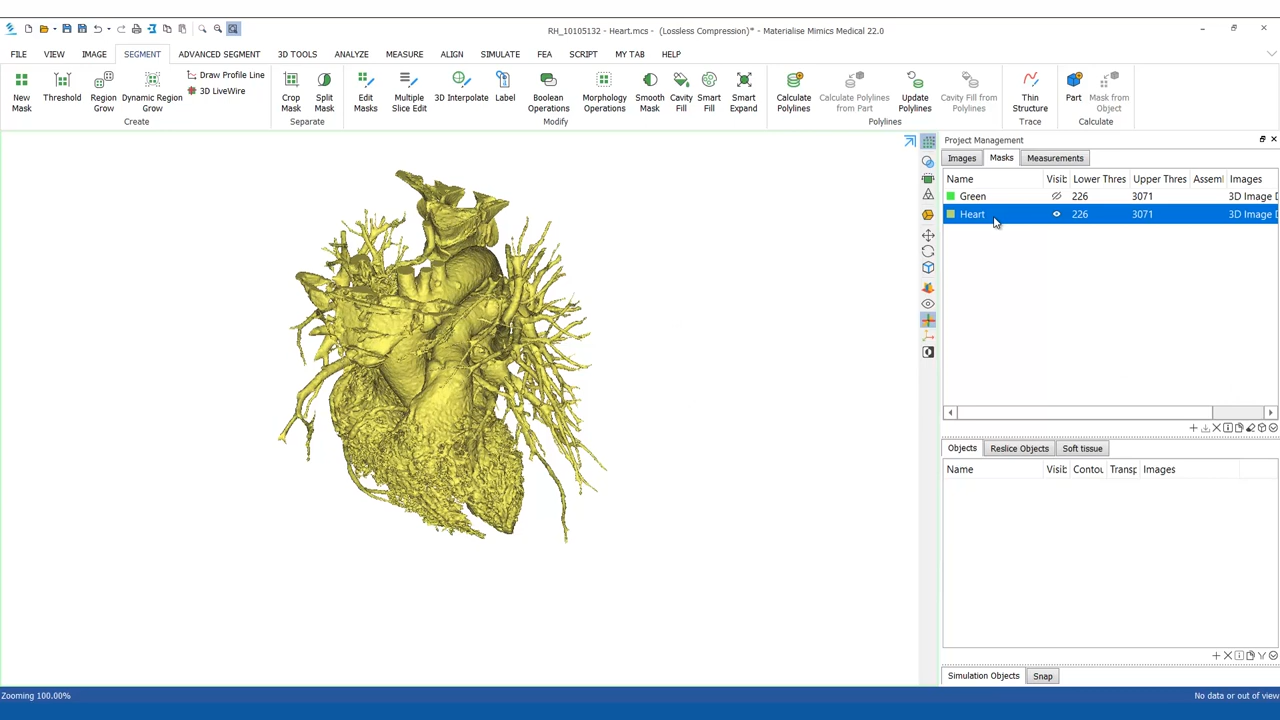 RH_10105132 - Heart.mcs - (Lossless Compression)* - Materialise Mimics Medical 22.0
FILE VIEW IMAGE SEGMENT ADVANCED SEGMENT 3D TOOLS ANALYZE MEASURE ALIGN SIMULATE FEA SCRIPT MY TAB HELP
New Mask
Threshold
Region Grow
Dynamic Region Grow
Draw Profile Line
3D LiveWire
Create
Crop Mask
Split Mask
Separate
Edit Masks
Multiple Slice Edit
3D Interpolate
Label
Boolean Operations
Morphology Operations
Smooth Mask
Cavity Fill
Smart Fill
Smart Expand
Modify
Calculate Polylines
Calculate Polylines from Part
Update Polylines
Cavity Fill from Polylines
Polylines
Thin Structure
Trace
Part
Mask from Object
Calculate
Project Management
Images Masks Measurements
Name Visib Lower Thres Upper Thres Assem Images
Green 226 3071 3D Image D
Heart 226 3071 3D Image D
Objects Reslice Objects Soft tissue
Name Visib Contou Transp Images
Simulation Objects Snap
Zooming 100.00%
No data or out of view